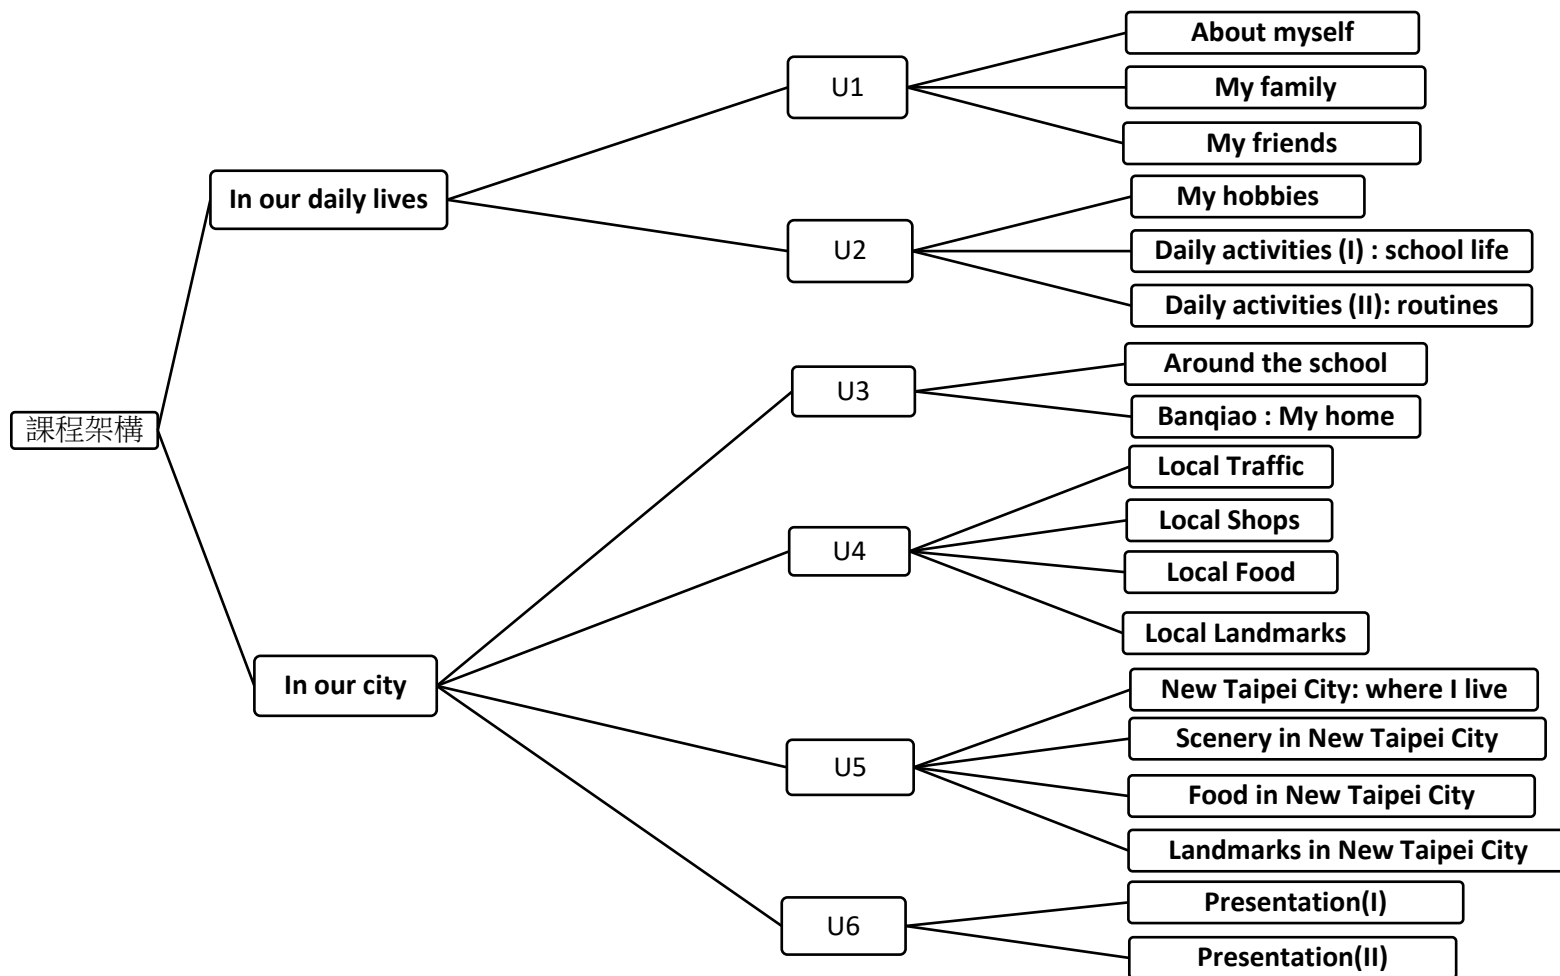 課程架構
In our daily lives
U1
About myself
My family
My friends
U2
My hobbies
Daily activities (I) : school life
Daily activities (II): routines
In our city
U3
Around the school
Banqiao : My home
U4
Local Traffic
Local Shops
Local Food
Local Landmarks
U5
New Taipei City: where I live
Scenery in New Taipei City
Food in New Taipei City
Landmarks in New Taipei City
U6
Presentation(I)
Presentation(II)